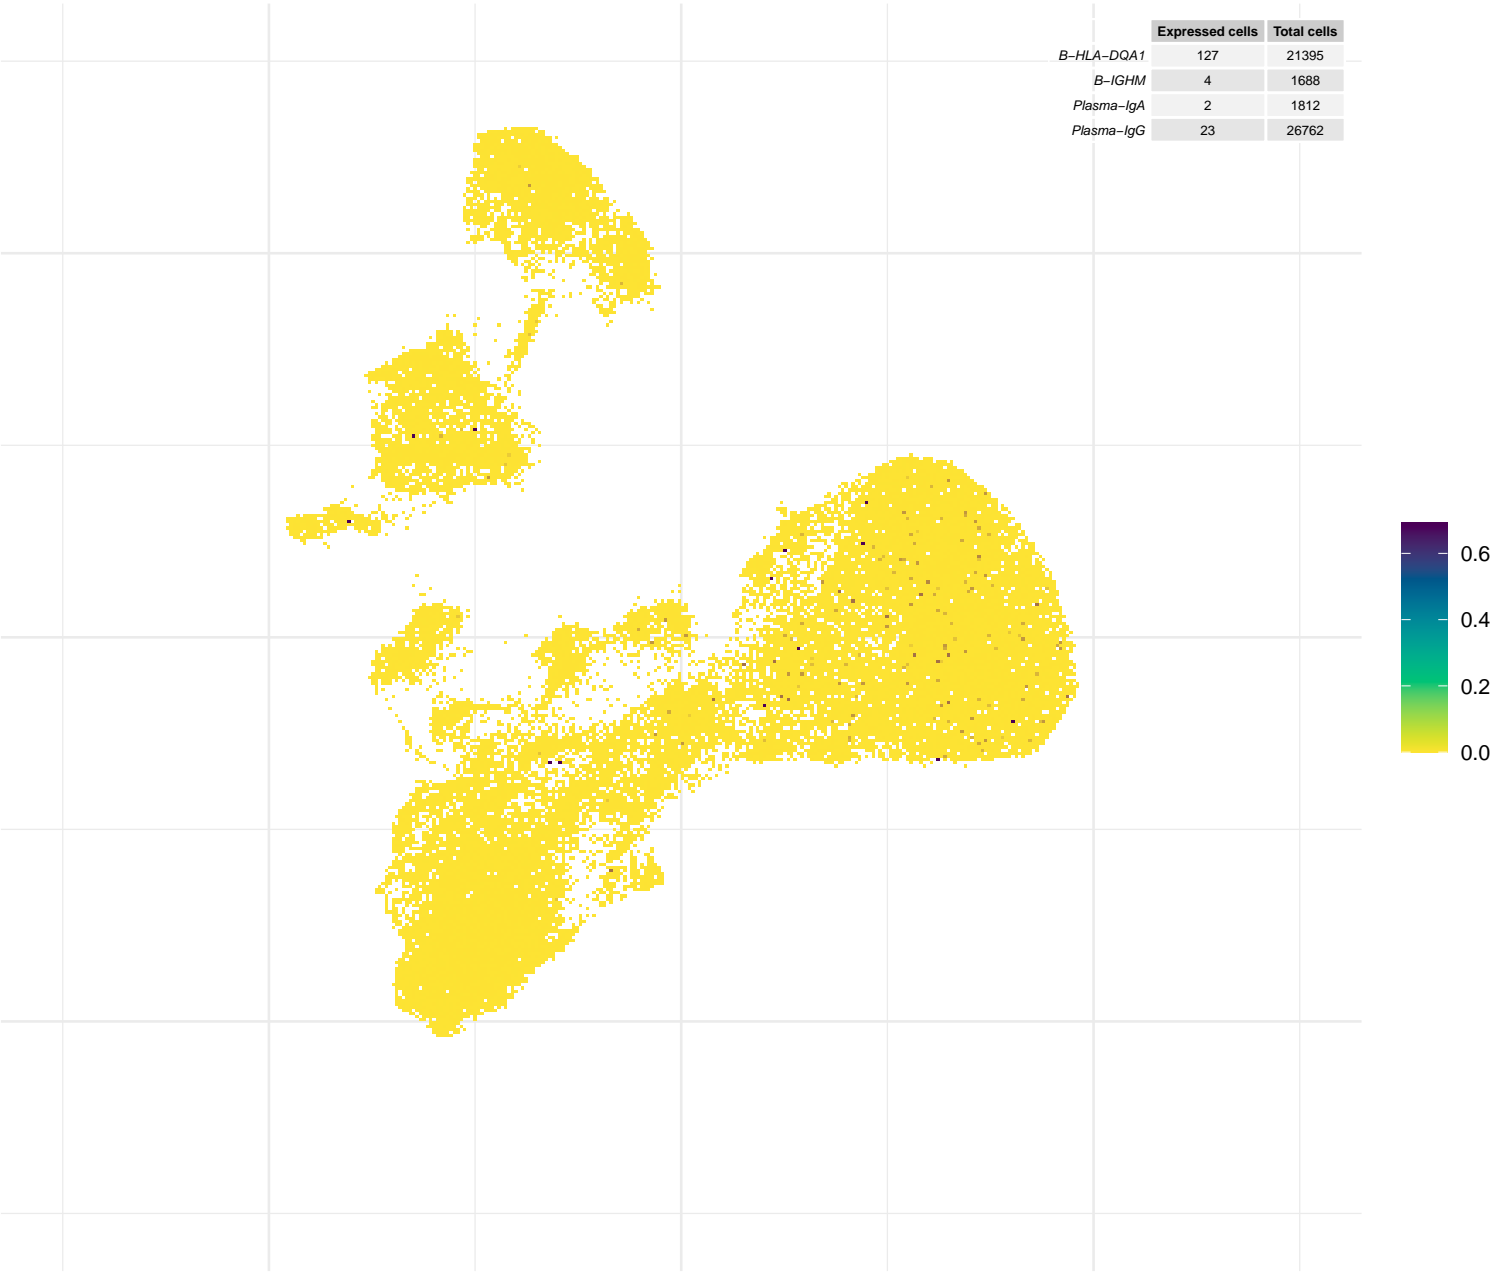 Expressed cells Total cells
B−HLA−DQA1 127 21395
B−IGHM 4 1688
Plasma−IgA 2 1812
Plasma−IgG 23 26762
0.6
0.4
0.2
0.0